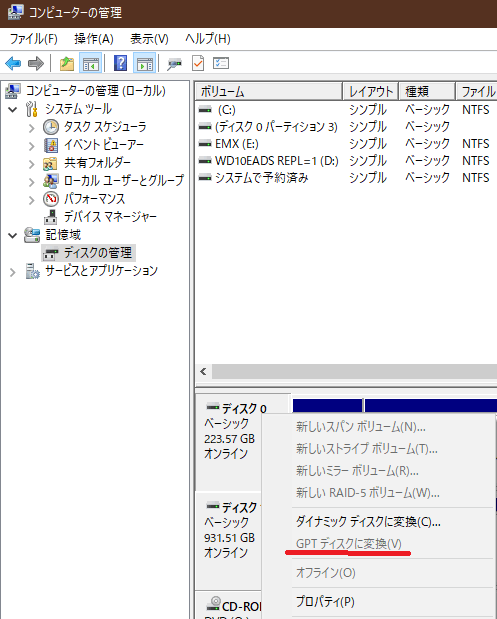 コンピューターの管理
ファイル(F) 操作(A) 表示(V) ヘルプ(H)
コンピューターの管理 (ローカル)
システム ツール
タスク スケジューラ
イベント ビューアー
共有フォルダー
ローカル ユーザーとグループ
パフォーマンス
デバイス マネージャー
記憶域
ディスクの管理
サービスとアプリケーション
ボリューム レイアウト 種類 ファイル
(C:) シンプル ベーシック NTFS
(ディスク 0 パーティション 3) シンプル ベーシック
EMX (E:) シンプル ベーシック NTFS
WD10EADS REPL=1 (D:) シンプル ベーシック NTFS
システムで予約済み シンプル ベーシック NTFS
ディスク 0
ベーシック
223.57 GB
オンライン
ディスク
ベーシック
931.51 GB
オンライン
CD-RO
新しいスパン ボリューム(N)...
新しいストライプ ボリューム(T)...
新しいミラー ボリューム(R)...
新しい RAID-5 ボリューム(W)...
ダイナミック ディスクに変換(C)...
GPT ディスクに変換(V)
オフライン(O)
プロパティ(P)